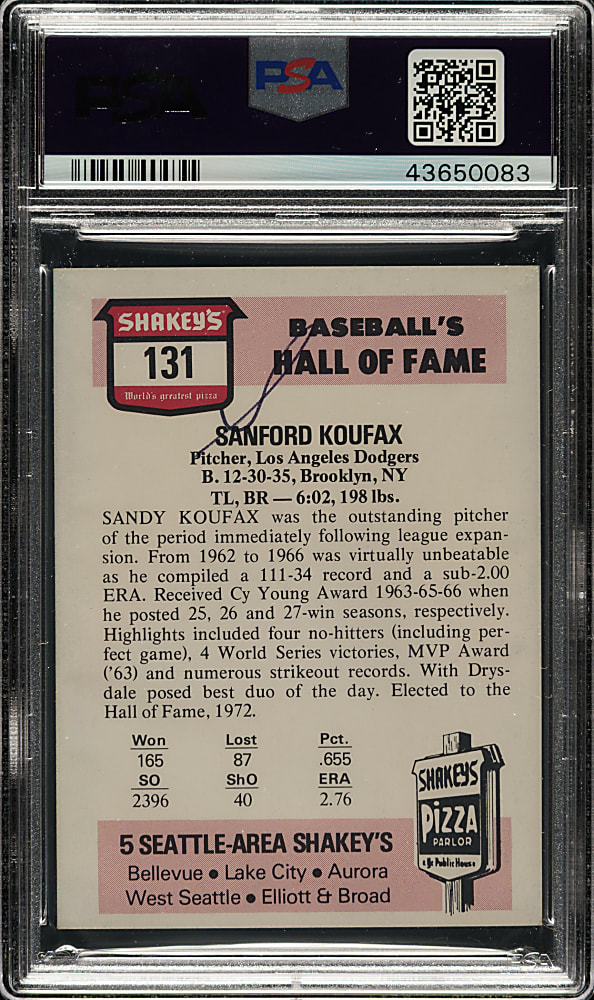 PSA
PSA
43650083
SHAKEY'S
131
World's greatest pizza
BASEBALL'S
HALL OF FAME
SANFORD KOUFAX
Pitcher, Los Angeles Dodgers
B. 12-30-35, Brooklyn, NY
TL, BR — 6:02, 198 lbs.
SANDY KOUFAX was the outstanding pitcher
of the period immediately following league expan-
sion. From 1962 to 1966 was virtually unbeatable
as he compiled a 111-34 record and a sub-2.00
ERA. Received Cy Young Award 1963-65-66 when
he posted 25, 26 and 27-win seasons, respectively.
Highlights included four no-hitters (including per-
fect game), 4 World Series victories, MVP Award
('63) and numerous strikeout records. With Drys-
dale posed best duo of the day. Elected to the
Hall of Fame, 1972.
Won Lost Pct.
165 87 .655
SO ShO ERA
2396 40 2.76
SHAKEY'S
PIZZA
PARLOR
& Ye Public House
5 SEATTLE-AREA SHAKEY'S
Bellevue • Lake City • Aurora
West Seattle • Elliott & Broad